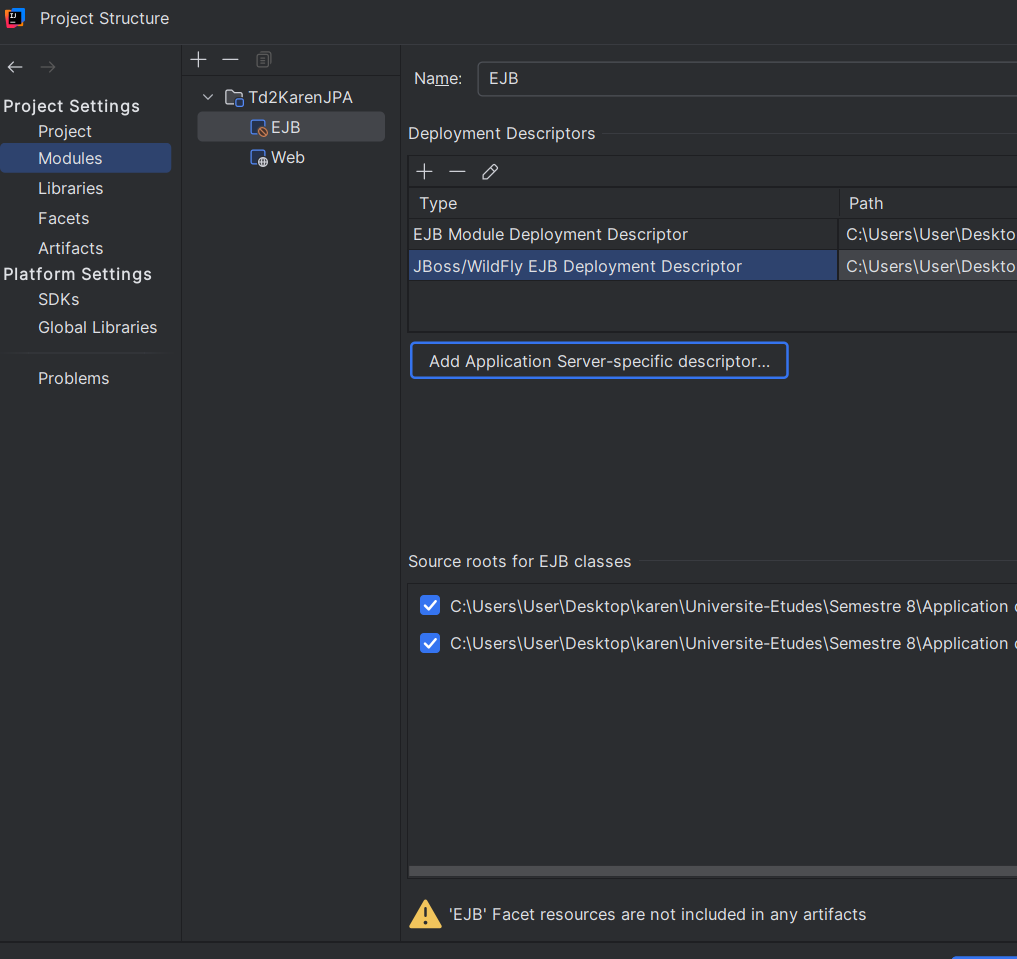 Project Structure
Project Settings
Project
Modules
Libraries
Facets
Artifacts
Platform Settings
SDKs
Global Libraries
Problems
Td2KarenJPA
EJB
Web
Name: EJB
Deployment Descriptors
Type Path
EJB Module Deployment Descriptor C:\Users\User\Deskto
JBoss/WildFly EJB Deployment Descriptor C:\Users\User\Deskto
Add Application Server-specific descriptor...
Source roots for EJB classes
C:\Users\User\Desktop\karen\Universite-Etudes\Semestre 8\Application
C:\Users\User\Desktop\karen\Universite-Etudes\Semestre 8\Application
'EJB' Facet resources are not included in any artifacts